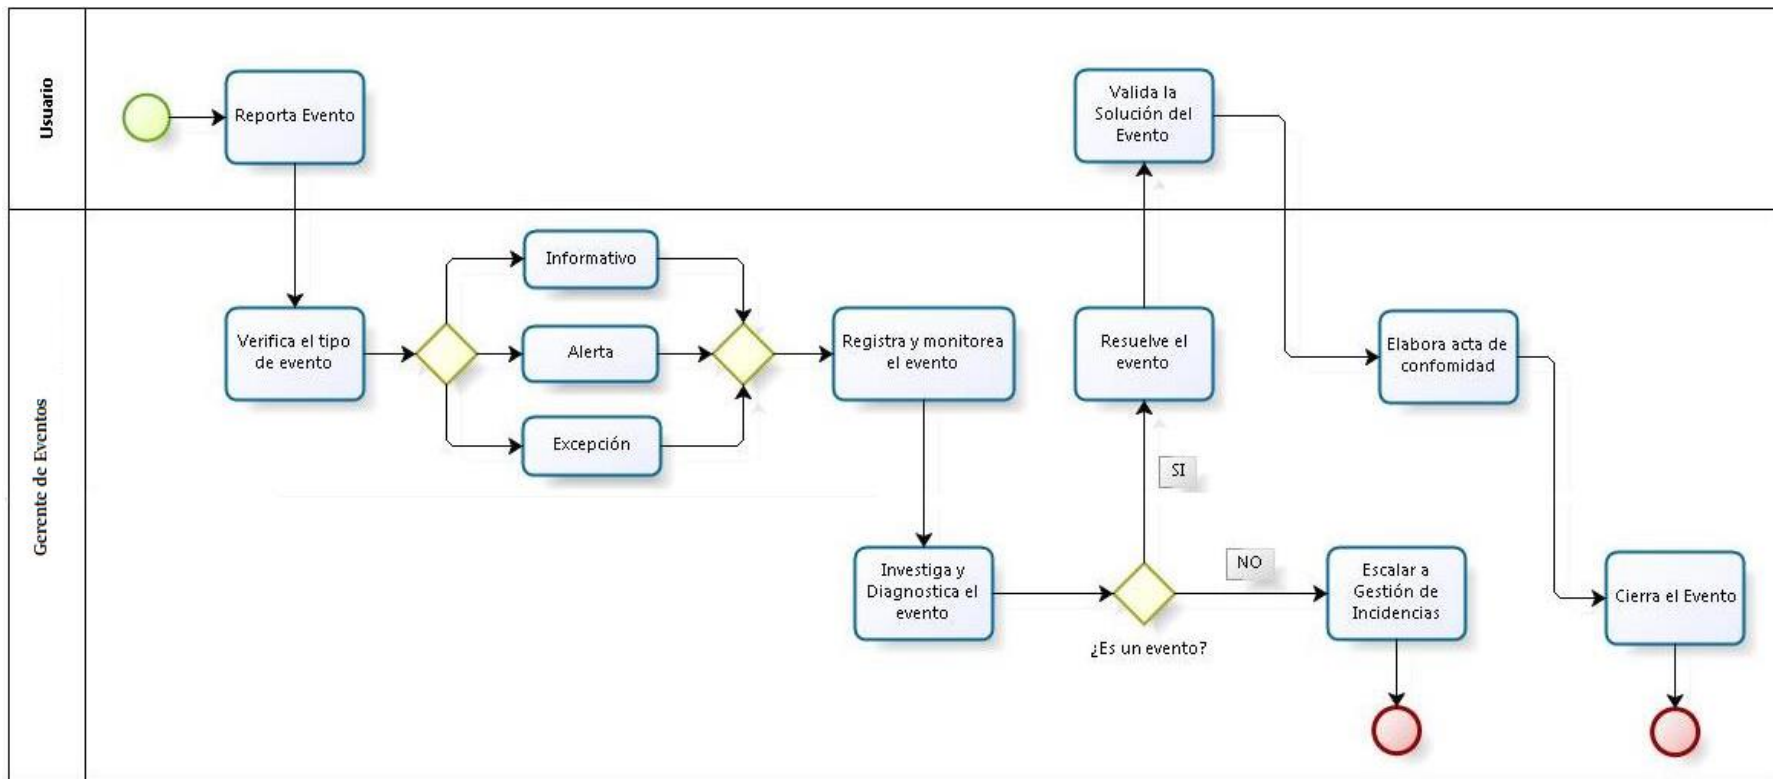 Usuario
Reporta Evento
Valida la
Solución del
Evento
Gerente de Eventos
Verifica el tipo
de evento
Informativo
Alerta
Excepción
Registra y monitorea
el evento
Resuelve el
evento
Elabora acta de
confomidad
SI
Investiga y
Diagnostica el
evento
¿Es un evento?
NO
Escalar a
Gestión de
Incidencias
Cierra el Evento